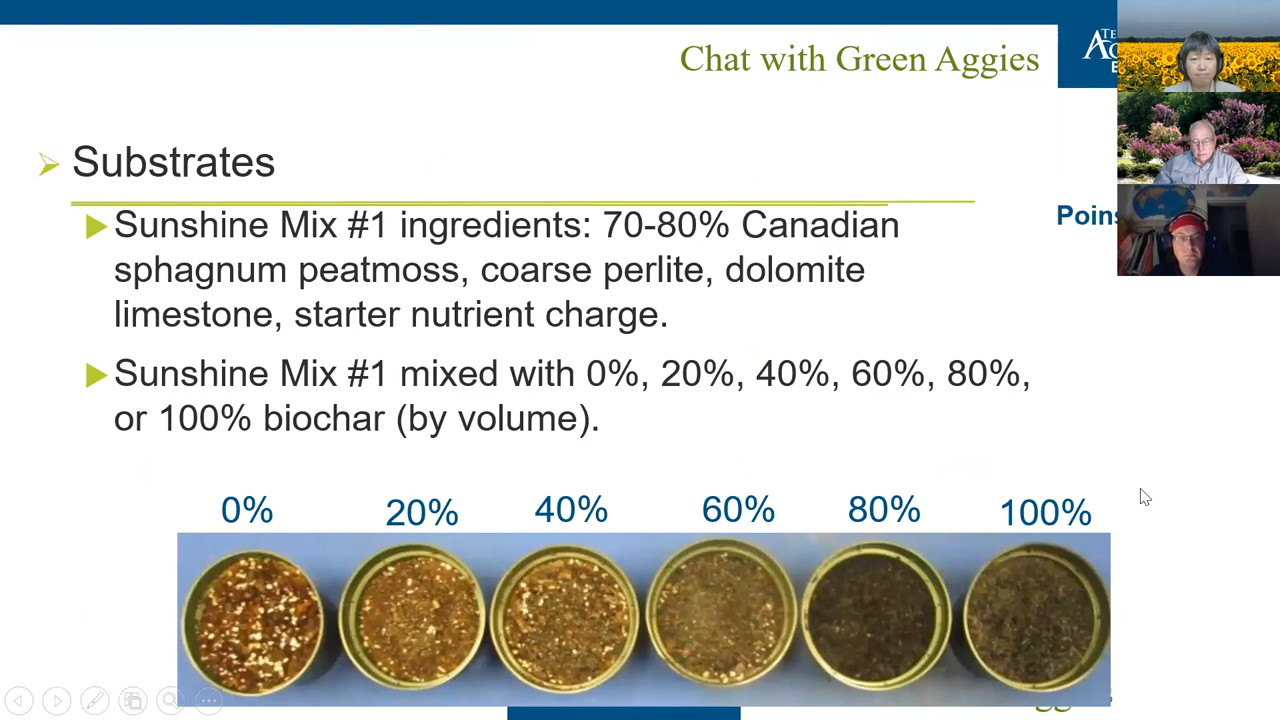 Chat with Green Aggies
Substrates
Sunshine Mix #1 ingredients: 70-80% Canadian
sphagnum peatmoss, coarse perlite, dolomite
limestone, starter nutrient charge.
Sunshine Mix #1 mixed with 0%, 20%, 40%, 60%, 80%,
or 100% biochar (by volume).
0% 20% 40% 60% 80% 100%